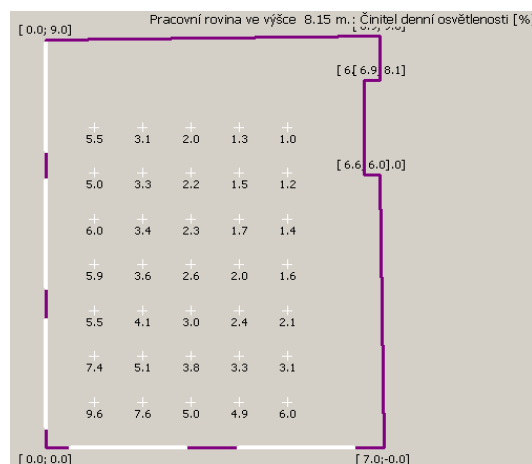 Pracovní rovina ve výšce 8.15 m.: Činitel denní osvětlenosti [%
[ 0.0; 9.0]
[ 6.9; 8.1]
5.5 3.1 2.0 1.3 1.0
5.0 3.3 2.2 1.5 1.2
[ 6.6; 6.0]
6.0 3.4 2.3 1.7 1.4
5.9 3.6 2.6 2.0 1.6
5.5 4.1 3.0 2.4 2.1
7.4 5.1 3.8 3.3 3.1
9.6 7.6 5.0 4.9 6.0
[ 0.0; 0.0] [ 7.0;-0.0]